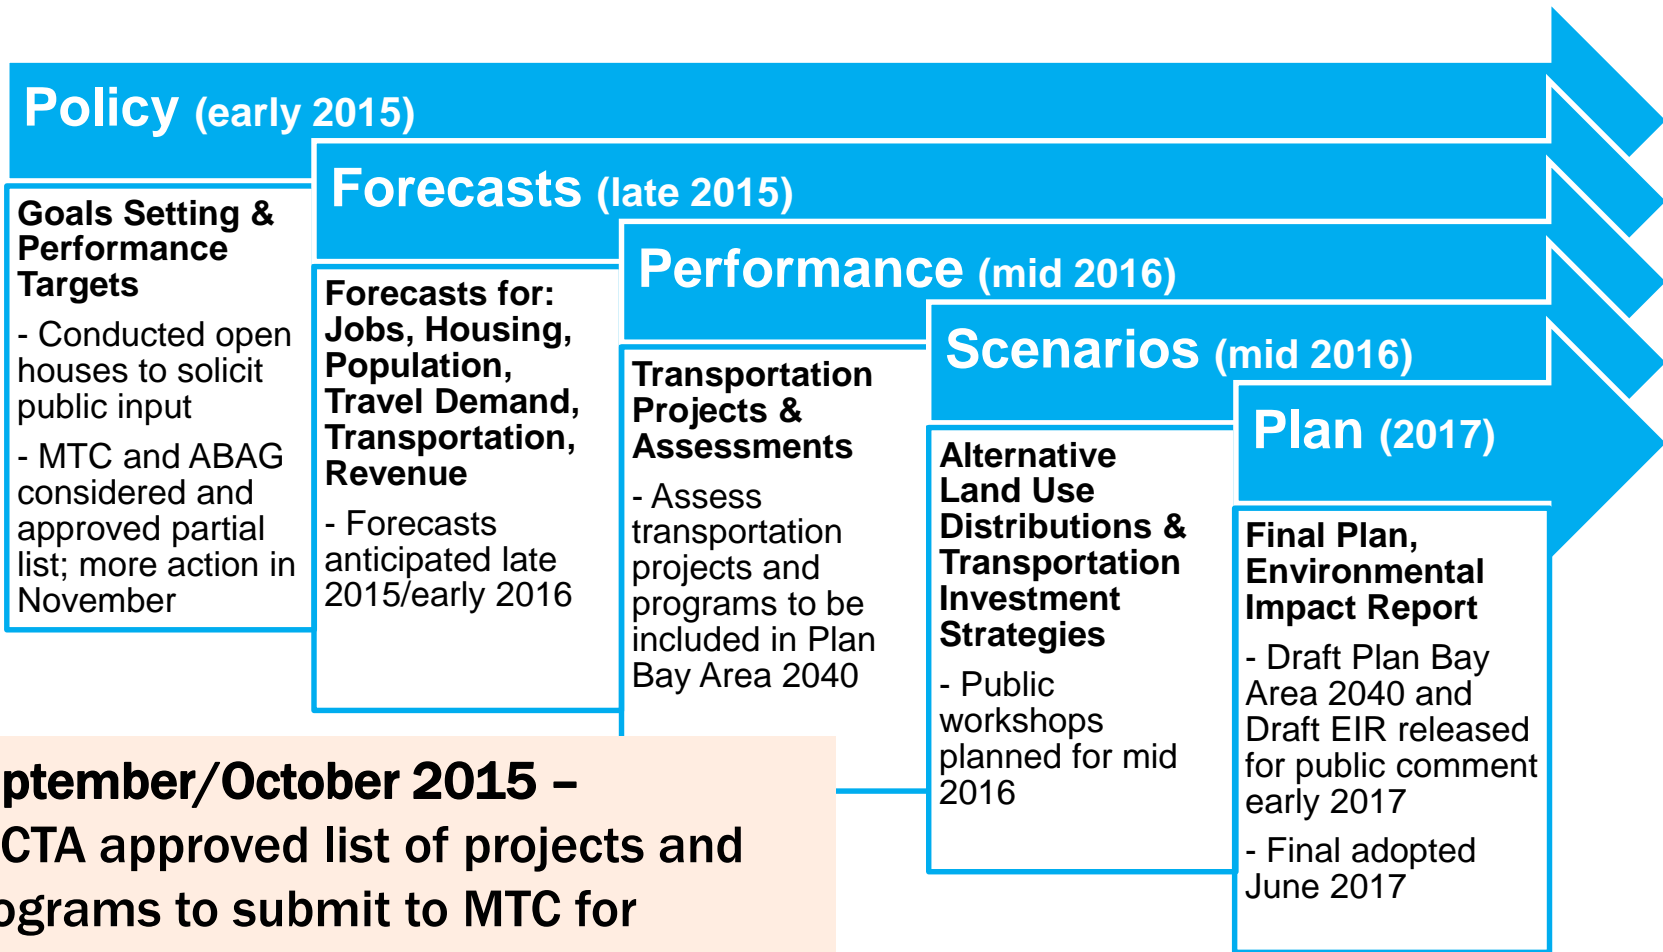 Policy (early 2015)
Goals Setting &
Performance
Targets
- Conducted open
houses to solicit
public input
- MTC and ABAG
considered and
approved partial
list; more action in
November
Forecasts (late 2015)
Forecasts for:
Jobs, Housing,
Population,
Travel Demand,
Transportation,
Revenue
- Forecasts
anticipated late
2015/early 2016
Performance (mid 2016)
Transportation
Projects &
Assessments
- Assess
transportation
projects and
programs to be
included in Plan
Bay Area 2040
Scenarios (mid 2016)
Alternative
Land Use
Distributions &
Transportation
Investment
Strategies
- Public
workshops
planned for mid
2016
Plan (2017)
Final Plan,
Environmental
Impact Report
- Draft Plan Bay
Area 2040 and
Draft EIR released
for public comment
early 2017
- Final adopted
June 2017
ptember/October 2015 –
CTA approved list of projects and
ograms to submit to MTC for